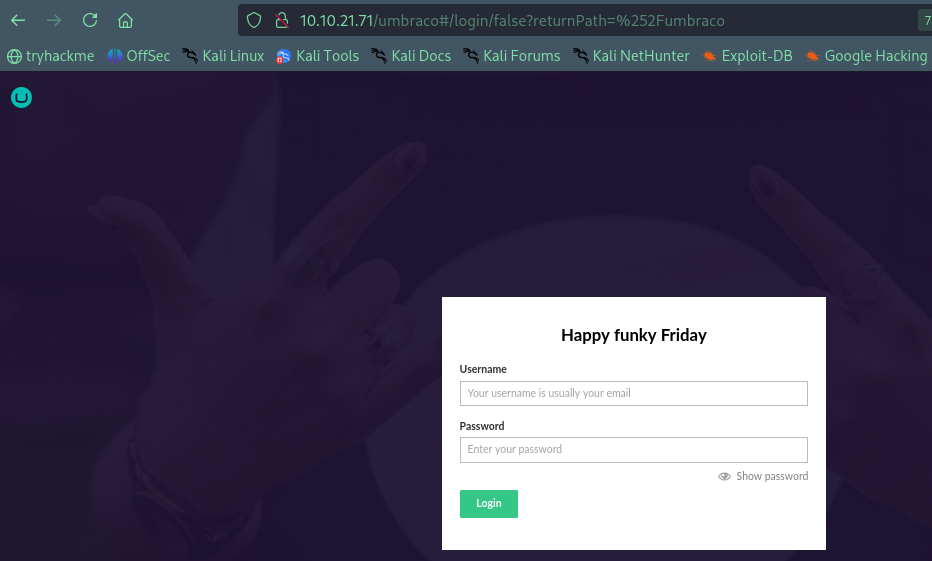 10.10.21.71/umbraco#/login/false?returnPath=%252Fumbraco
7
tryhackme OffSec Kali Linux Kali Tools Kali Docs Kali Forums Kali NetHunter Exploit-DB Google Hacking
Happy funky Friday
Username
Your username is usually your email
Password
Enter your password
Show password
Login